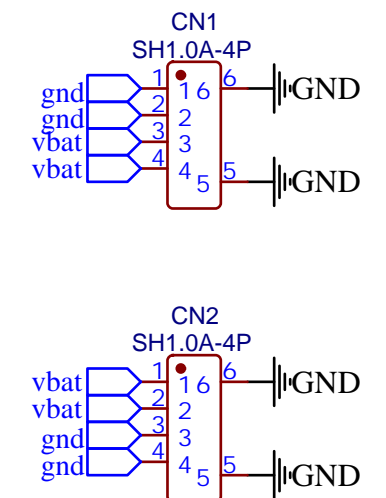 CN1
SH1.0A-4P
gnd 1 1 6 6 GND
gnd 2 2
vbat 3 3
vbat 4 4 5 5 GND
CN2
SH1.0A-4P
vbat 1 1 6 6 GND
vbat 2 2
gnd 3 3
gnd 4 4 5 5 GND